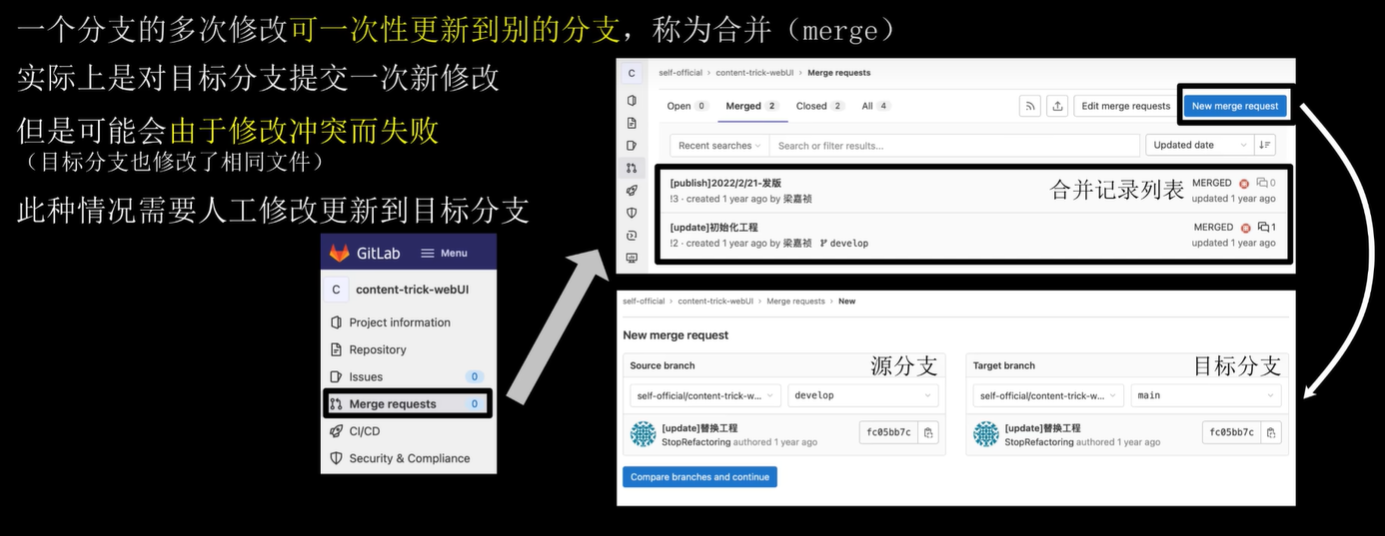 一个分支的多次修改可一次性更新到别的分支，称为合并（merge）
实际上是对目标分支提交一次新修改
但是可能会由于修改冲突而失败
（目标分支也修改了相同文件）
此种情况需要人工修改更新到目标分支
GitLab Menu
C content-trick-webUI
Project information
Repository
Issues 0
Merge requests 0
CI/CD
Security & Compliance
C self-official › content-trick-webUI › Merge requests
Open 0 Merged 2 Closed 2 All 4 Edit merge requests New merge request
Recent searches Search or filter results... Updated date
[publish]2022/2/21-发版 MERGED 0
!3 · created 1 year ago by 梁嘉祯 updated 1 year ago
合并记录列表
[update]初始化工程 MERGED 1
!2 · created 1 year ago by 梁嘉祯 develop updated 1 year ago
self-official › content-trick-webUI › Merge requests › New
New merge request
Source branch 源分支
self-official/content-trick-w... develop
[update]替换工程
StopRefactoring authored 1 year ago fc05bb7c
Target branch 目标分支
self-official/content-trick-w... main
[update]替换工程
StopRefactoring authored 1 year ago fc05bb7c
Compare branches and continue